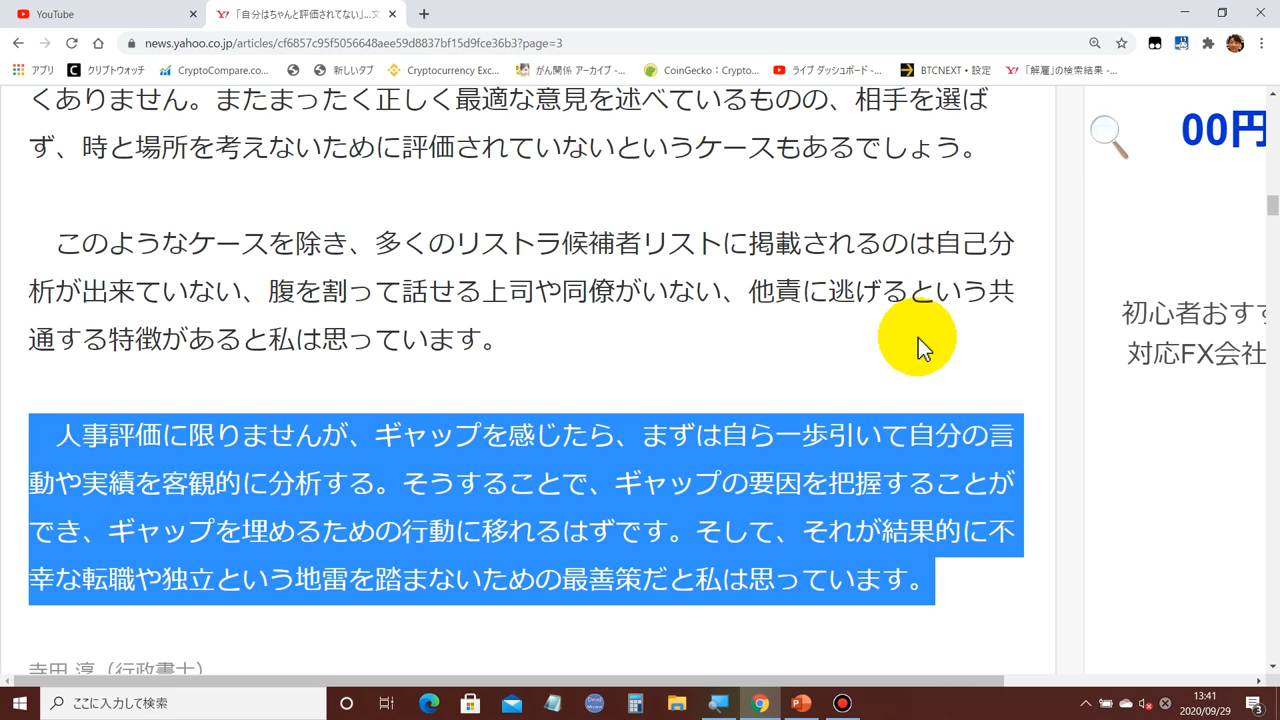 YouTube
「自分はちゃんと評価されてない」...文
news.yahoo.co.jp/articles/cf6857c95f5056648aee59d8837bf15d9fce36b3?page=3
アプリ
クリプトウォッチ
CryptoCompare.co...
新しいタブ
Cryptocurrency Exc...
がん関係 アーカイブ -...
CoinGecko：Crypto...
ライブ ダッシュボード -...
BTCNEXT・設定
「解雇」の検索結果 -...
くありません。またまったく正しく最適な意見を述べているものの、相手を選ば
ず、時と場所を考えないために評価されていないというケースもあるでしょう。
00円
このようなケースを除き、多くのリストラ候補者リストに掲載されるのは自己分
析が出来ていない、腹を割って話せる上司や同僚がいない、他責に逃げるという共
通する特徴があると私は思っています。
初心者おすす
対応FX会社
人事評価に限りませんが、ギャップを感じたら、まずは自ら一歩引いて自分の言
動や実績を客観的に分析する。そうすることで、ギャップの要因を把握することが
でき、ギャップを埋めるための行動に移れるはずです。そして、それが結果的に不
幸な転職や独立という地雷を踏まないための最善策だと私は思っています。
寺田 淳（行政書士）
ここに入力して検索
13:41
2020/09/29
3